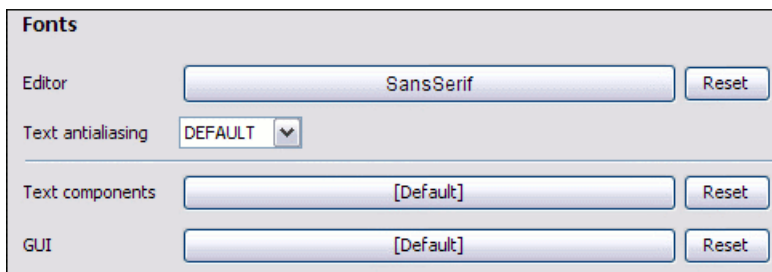 Fonts
Editor SansSerif Reset
Text antialiasing DEFAULT
Text components [Default] Reset
GUI [Default] Reset